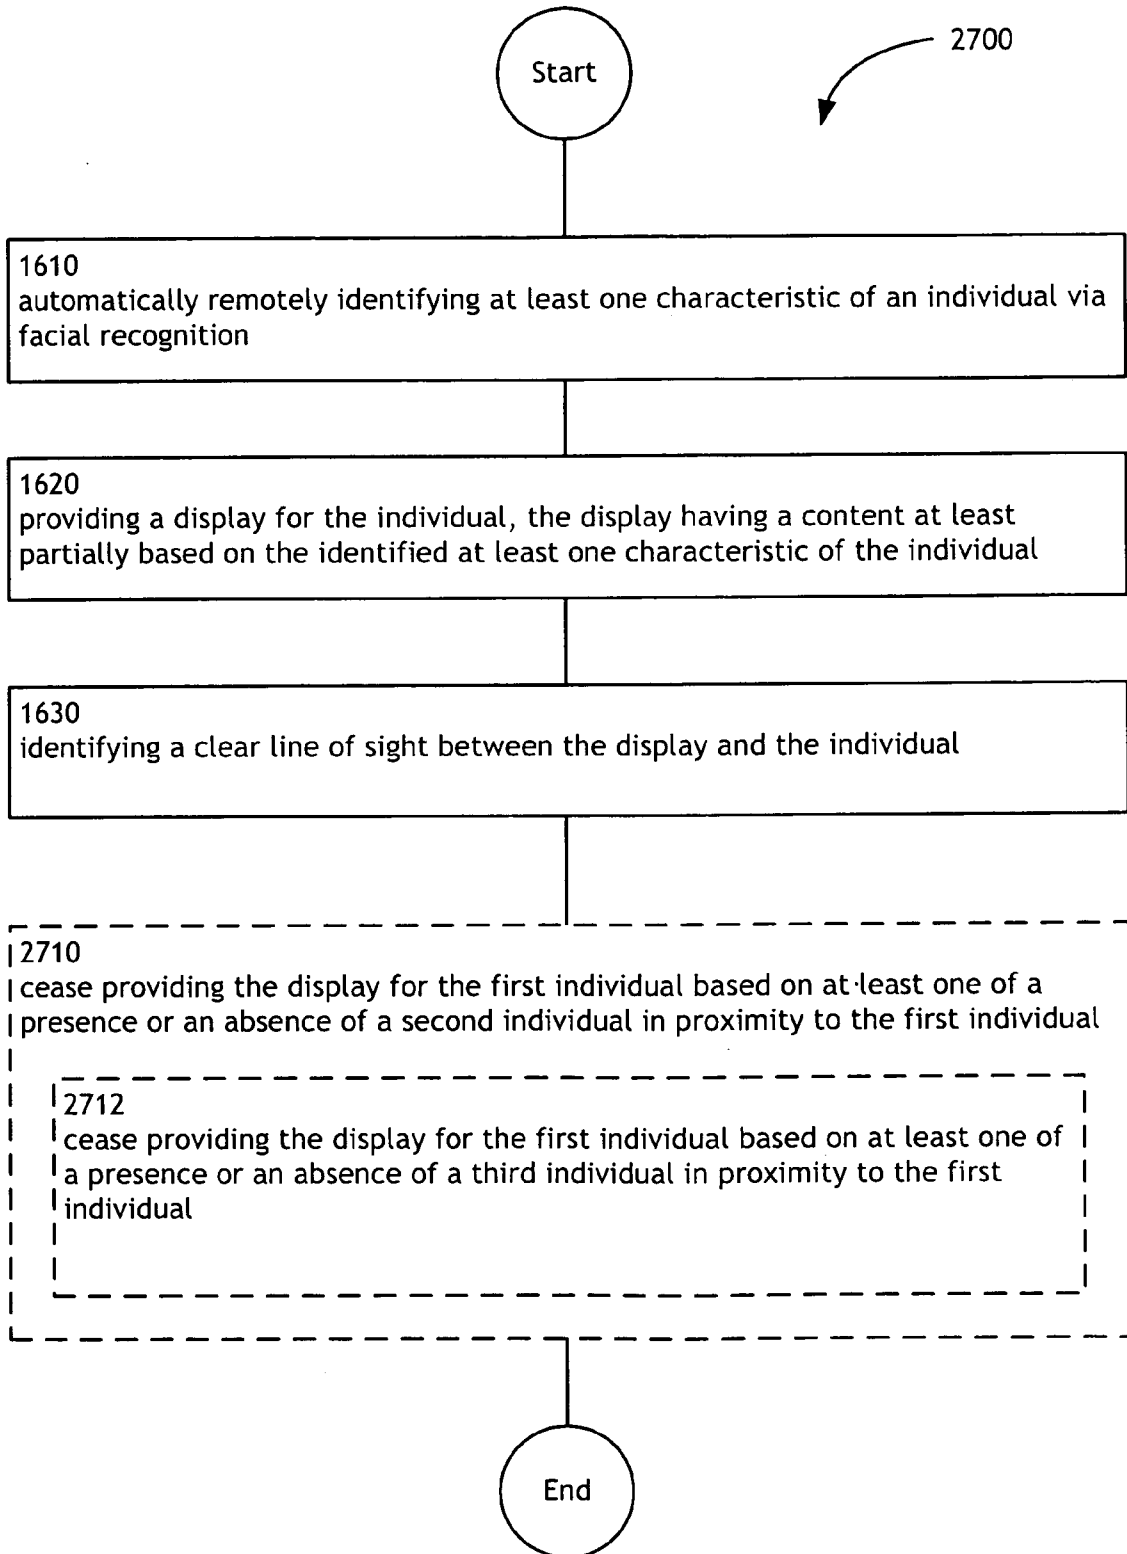 Start
2700
1610
automatically remotely identifying at least one characteristic of an individual via
facial recognition
1620
providing a display for the individual, the display having a content at least
partially based on the identified at least one characteristic of the individual
1630
identifying a clear line of sight between the display and the individual
2710
cease providing the display for the first individual based on at least one of a
presence or an absence of a second individual in proximity to the first individual
2712
cease providing the display for the first individual based on at least one of
a presence or an absence of a third individual in proximity to the first
individual
End